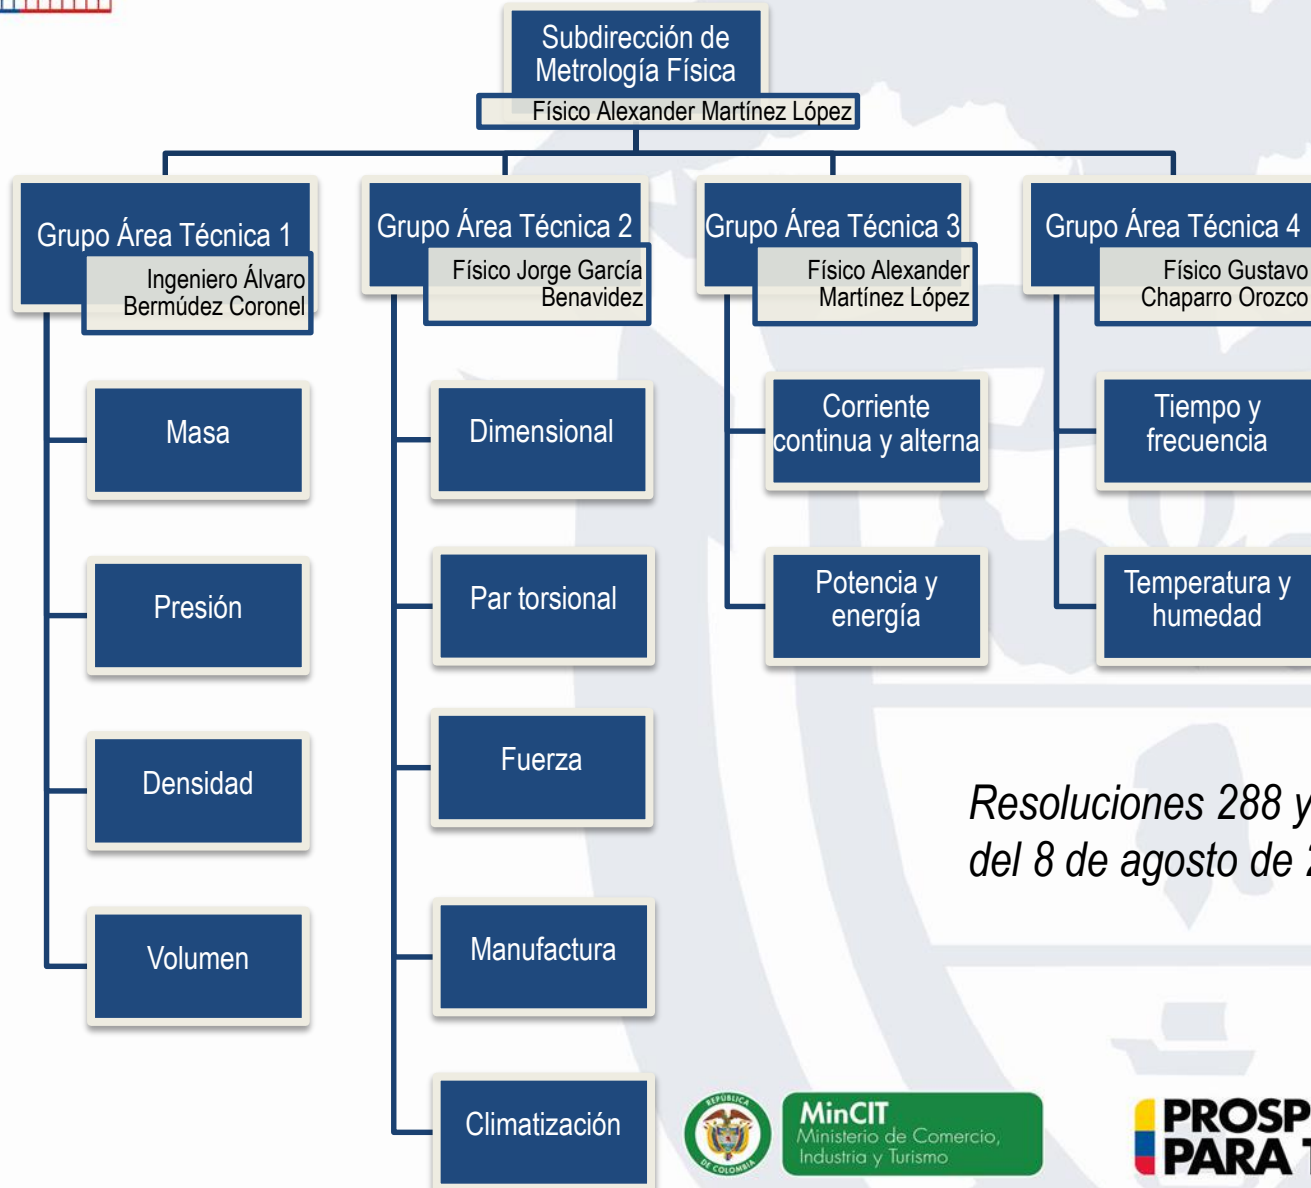 Subdirección de
Metrología Física
Físico Alexander Martínez López
Grupo Área Técnica 1
Ingeniero Álvaro
Bermúdez Coronel
Masa
Presión
Densidad
Volumen
Grupo Área Técnica 2
Físico Jorge García
Benavidez
Dimensional
Par torsional
Fuerza
Manufactura
Climatización
Grupo Área Técnica 3
Físico Alexander
Martínez López
Corriente
continua y alterna
Potencia y
energía
Grupo Área Técnica 4
Físico Gustavo
Chaparro Orozco
Tiempo y
frecuencia
Temperatura y
humedad
Resoluciones 288 y
del 8 de agosto de 2
REPÚBLICA
DE COLOMBIA
MinCIT
Ministerio de Comercio,
Industria y Turismo
PROSP
PARA T